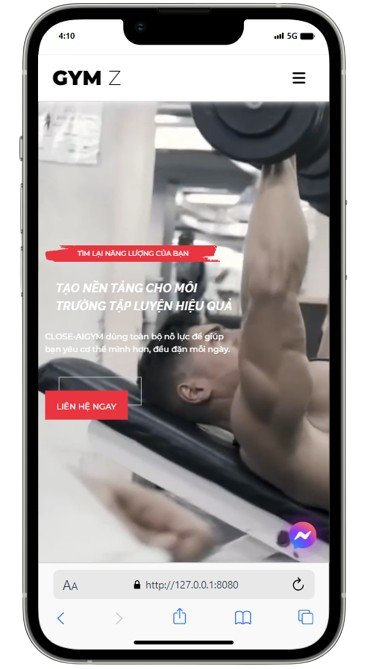 4:10
5G
GYM Z
TÌM LẠI NĂNG LƯỢNG CỦA BẠN
TẠO NỀN TẢNG CHO MÔI
TRƯỜNG TẬP LUYỆN HIỆU QUẢ
CLOSE-AIGYM dùng toàn bộ nỗ lực để giúp
bạn yêu cơ thể mình hơn, đều đặn mỗi ngày.
LIÊN HỆ NGAY
AA
http://127.0.0.1:8080